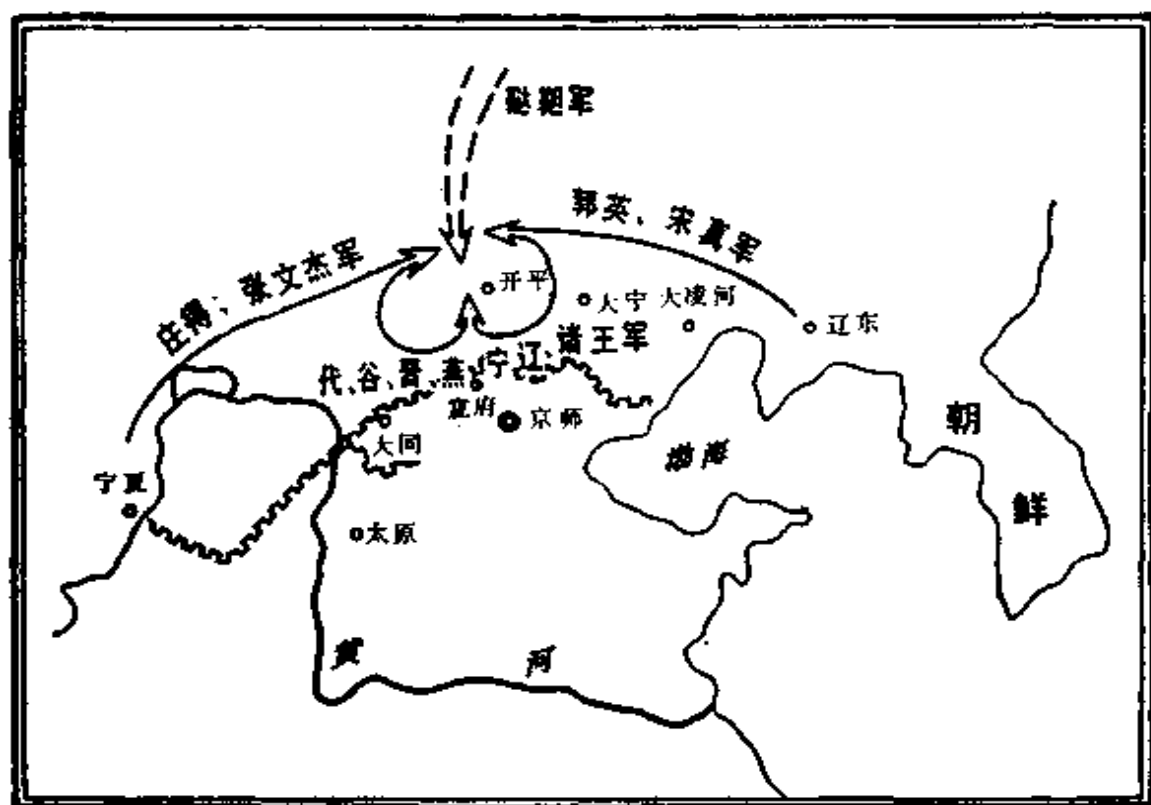 鞑靼军
郭英、宋真军
庄得；张文杰军
开平
大宁
大凌河
辽东
代、谷、晋、燕、宁、辽、诸王军
宣府
京师
大同
渤海
朝鲜
宁夏
太原
黄河